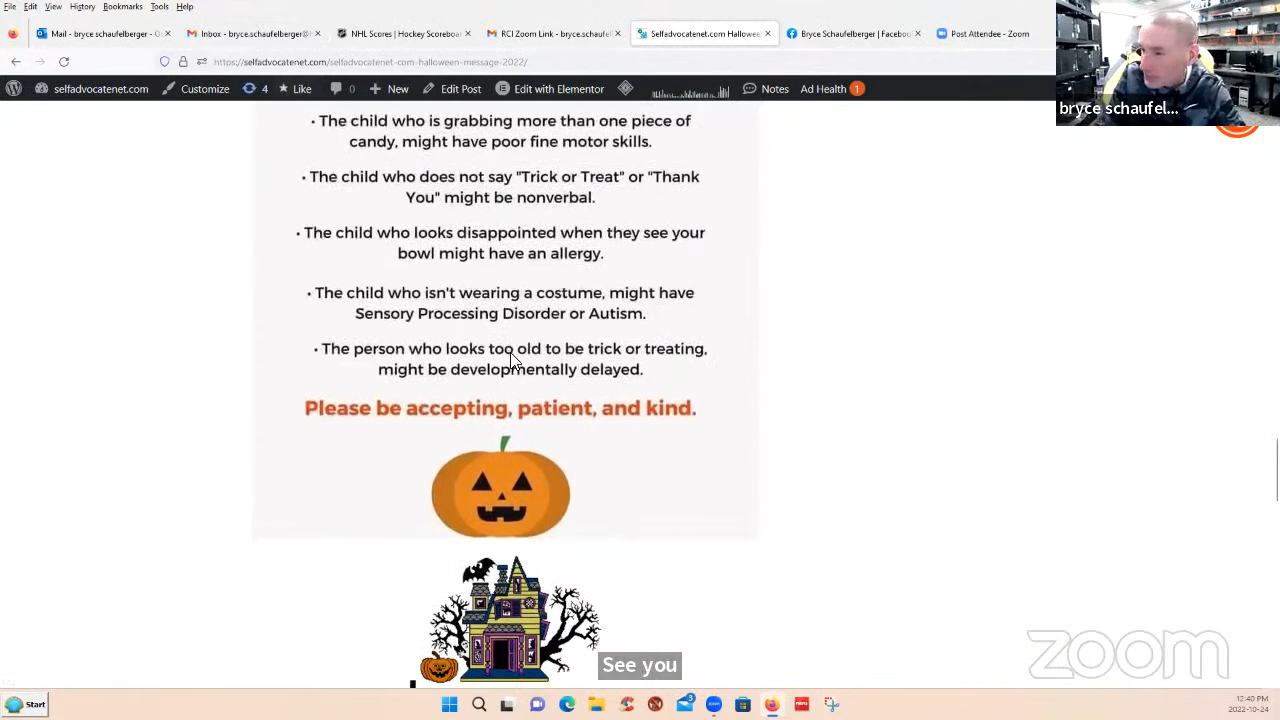 File Edit View History Bookmarks Tools Help
Mail - bryce.schaufelberger - O
Inbox - bryce.schaufelberger@
NHL Scores | Hockey Scoreboa
RCI Zoom Link - bryce.schaufelb
Selfadvocatenet.com Hallowee
Bryce Schaufelberger | Facebo
Post Attendee - Zoom
https://selfadvocatenet.com/selfadvocatenet-com-halloween-message-2022/
selfadvocatenet.com Customize 4 Like 0 New Edit Post Edit with Elementor Notes Ad Health 1
bryce schaufel...
• The child who is grabbing more than one piece of
candy, might have poor fine motor skills.
• The child who does not say "Trick or Treat" or "Thank
You" might be nonverbal.
• The child who looks disappointed when they see your
bowl might have an allergy.
• The child who isn't wearing a costume, might have
Sensory Processing Disorder or Autism.
• The person who looks too old to be trick or treating,
might be developmentally delayed.
Please be accepting, patient, and kind.
See you
zoom
Start
3
12:40 PM
2022-10-24